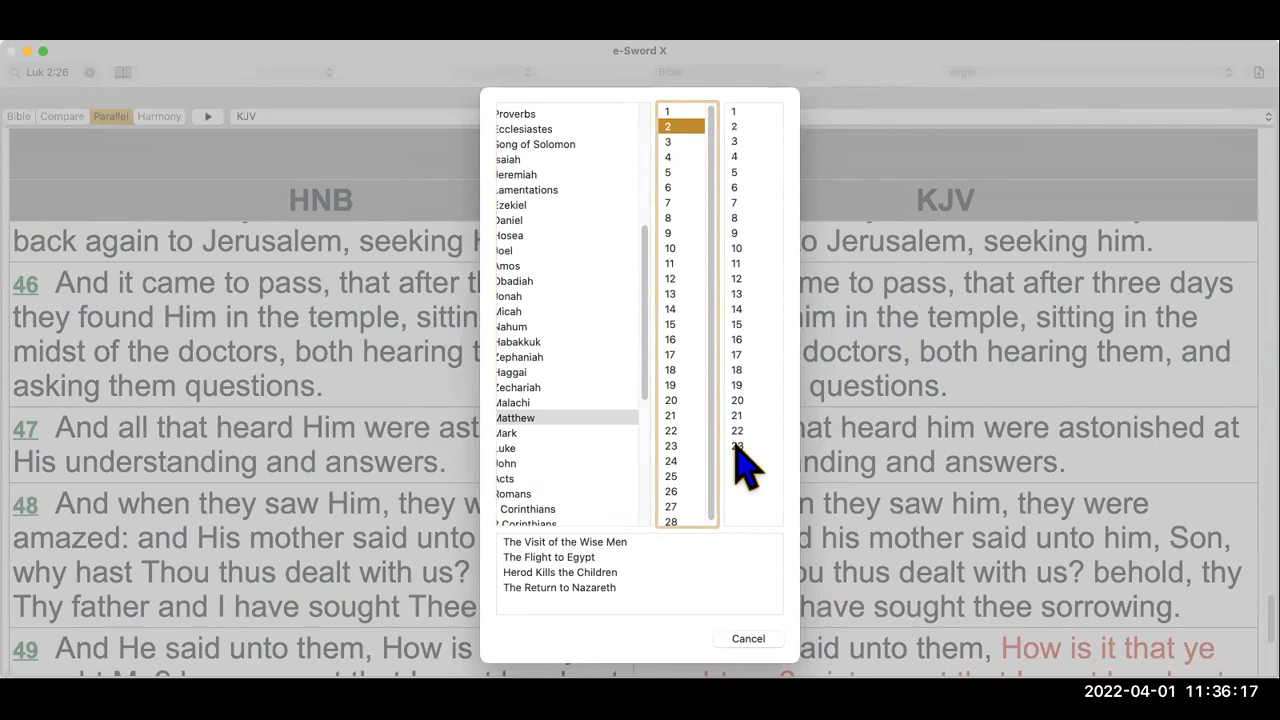 e-Sword X
Luk 2:26
Bible
virgin
Bible Compare Parallel Harmony
KJV
HNB
KJV
back again to Jerusalem, seeking
o Jerusalem, seeking him.
46 And it came to pass, that after
they found Him in the temple,
midst of the doctors, both hearing
asking them questions.
me to pass, that after three days
him in the temple, sitting in the
doctors, both hearing them, and
questions.
47 And all that heard Him were
His understanding and answers.
that heard him were astonished at
nding and answers.
48 And when they saw Him, they
amazed: and His mother said unto
why hast Thou thus dealt with us?
Thy father and I have sought Thee
n they saw him, they were
d his mother said unto him, Son,
ou thus dealt with us? behold, thy
have sought thee sorrowing.
49 And He said unto them, How is
said unto them, How is it that ye
Proverbs
Ecclesiastes
Song of Solomon
Isaiah
Jeremiah
Lamentations
Ezekiel
Daniel
Hosea
Joel
Amos
Obadiah
Jonah
Micah
Nahum
Habakkuk
Zephaniah
Haggai
Zechariah
Malachi
Matthew
Mark
Luke
John
Acts
Romans
Corinthians
2 Corinthians
1
2
3
4
5
6
7
8
9
10
11
12
13
14
15
16
17
18
19
20
21
22
23
24
25
26
27
28
1
2
3
4
5
6
7
8
9
10
11
12
13
14
15
16
17
18
19
20
21
22
23
The Visit of the Wise Men
The Flight to Egypt
Herod Kills the Children
The Return to Nazareth
Cancel
2022-04-01 11:36:17